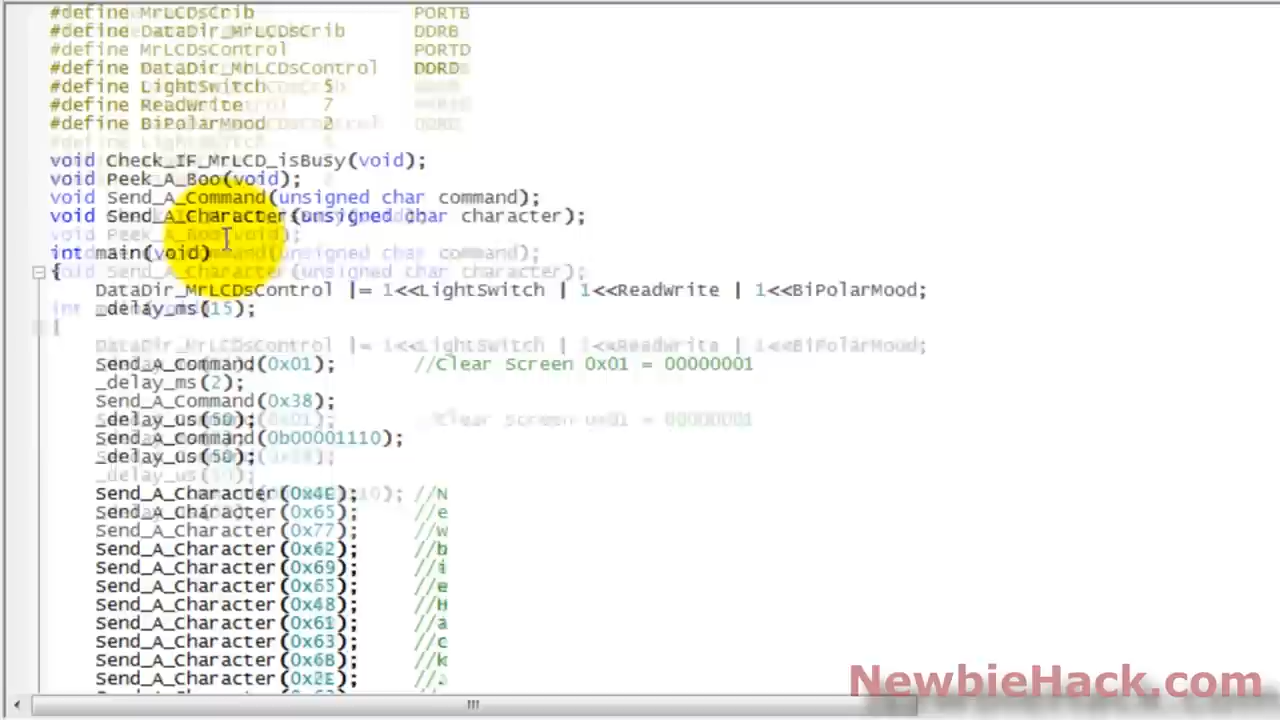 #define MrLCDsCrib PORTB
#define DataDir_MrLCDsCrib DDRB
#define MrLCDsControl PORTD
#define DataDir_MrLCDsControl DDRD
#define LightSwitch 5
#define ReadWrite 7
#define BiPolarMood 2
void Check_IF_MrLCD_isBusy(void);
void Peek_A_Boo(void);
void Send_A_Command(unsigned char command);
void Send_A_Character(unsigned char character);
int main(void)
{
DataDir_MrLCDsControl |= 1<<LightSwitch | 1<<ReadWrite | 1<<BiPolarMood;
_delay_ms(15);
Send_A_Command(0x01); //Clear Screen 0x01 = 00000001
_delay_ms(2);
Send_A_Command(0x38);
_delay_us(50);
Send_A_Command(0b00001110);
_delay_us(50);
Send_A_Character(0x4E); //N
Send_A_Character(0x65); //e
Send_A_Character(0x77); //w
Send_A_Character(0x62); //b
Send_A_Character(0x69); //i
Send_A_Character(0x65); //e
Send_A_Character(0x48); //H
Send_A_Character(0x61); //a
Send_A_Character(0x63); //c
Send_A_Character(0x6B); //k
Send_A_Character(0x2E); //.
NewbieHack.com